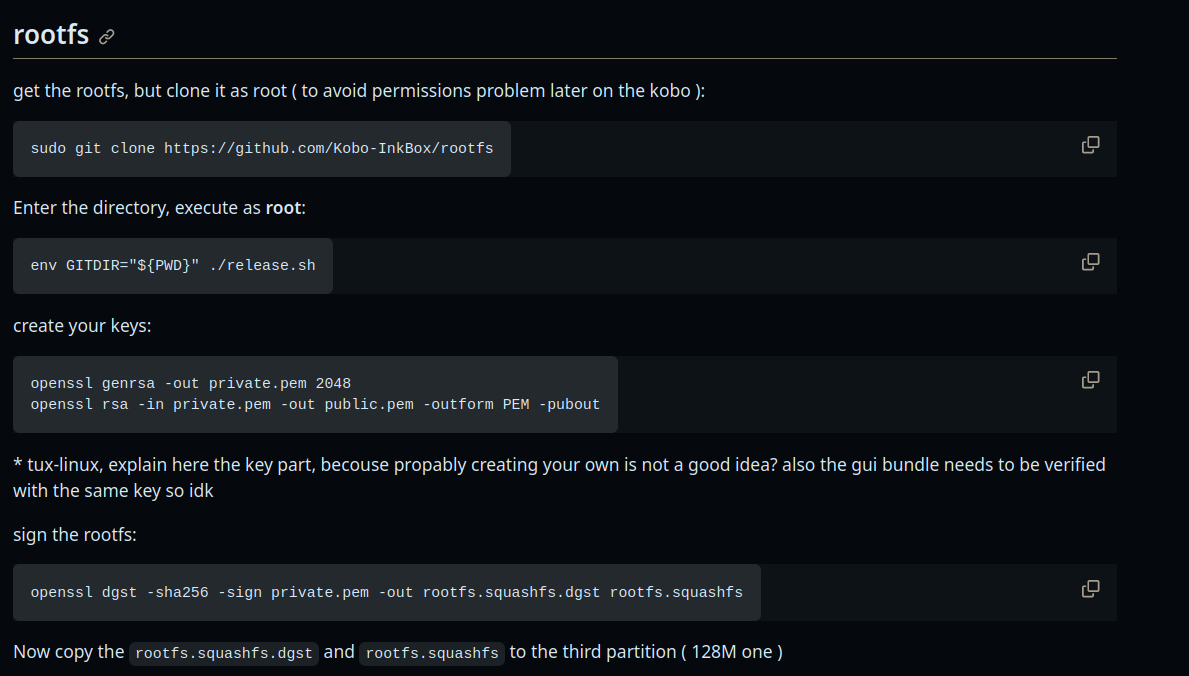 rootfs
get the rootfs, but clone it as root ( to avoid permissions problem later on the kobo ):
sudo git clone https://github.com/Kobo-InkBox/rootfs
Enter the directory, execute as root:
env GITDIR="${PWD}" ./release.sh
create your keys:
openssl genrsa -out private.pem 2048
openssl rsa -in private.pem -out public.pem -outform PEM -pubout
* tux-linux, explain here the key part, becouse propably creating your own is not a good idea? also the gui bundle needs to be verified
with the same key so idk
sign the rootfs:
openssl dgst -sha256 -sign private.pem -out rootfs.squashfs.dgst rootfs.squashfs
Now copy the rootfs.squashfs.dgst and rootfs.squashfs to the third partition ( 128M one )